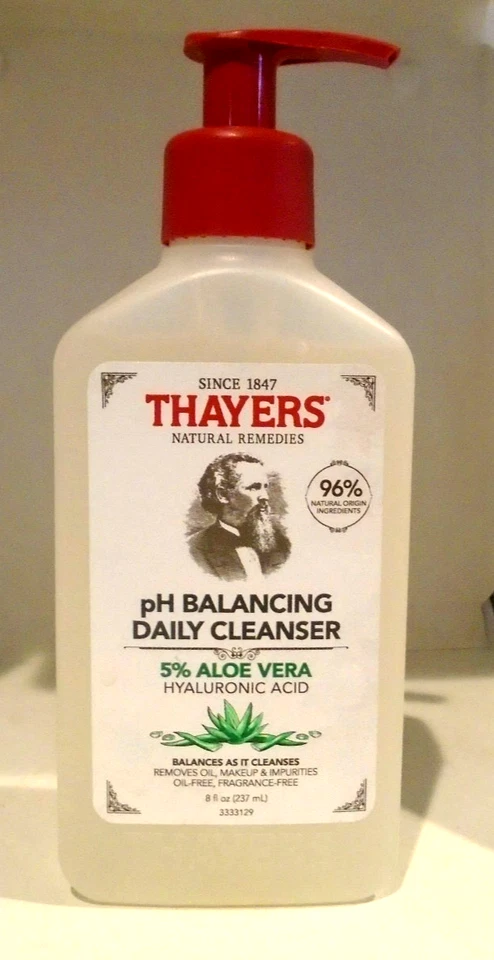 SINCE 1847
THAYERS®
NATURAL REMEDIES
96%
NATURAL ORIGIN
INGREDIENTS
pH BALANCING
DAILY CLEANSER
5% ALOE VERA
HYALURONIC ACID
BALANCES AS IT CLEANSES
REMOVES OIL, MAKEUP & IMPURITIES
OIL-FREE, FRAGRANCE-FREE
8 fl oz (237 mL)
3333129